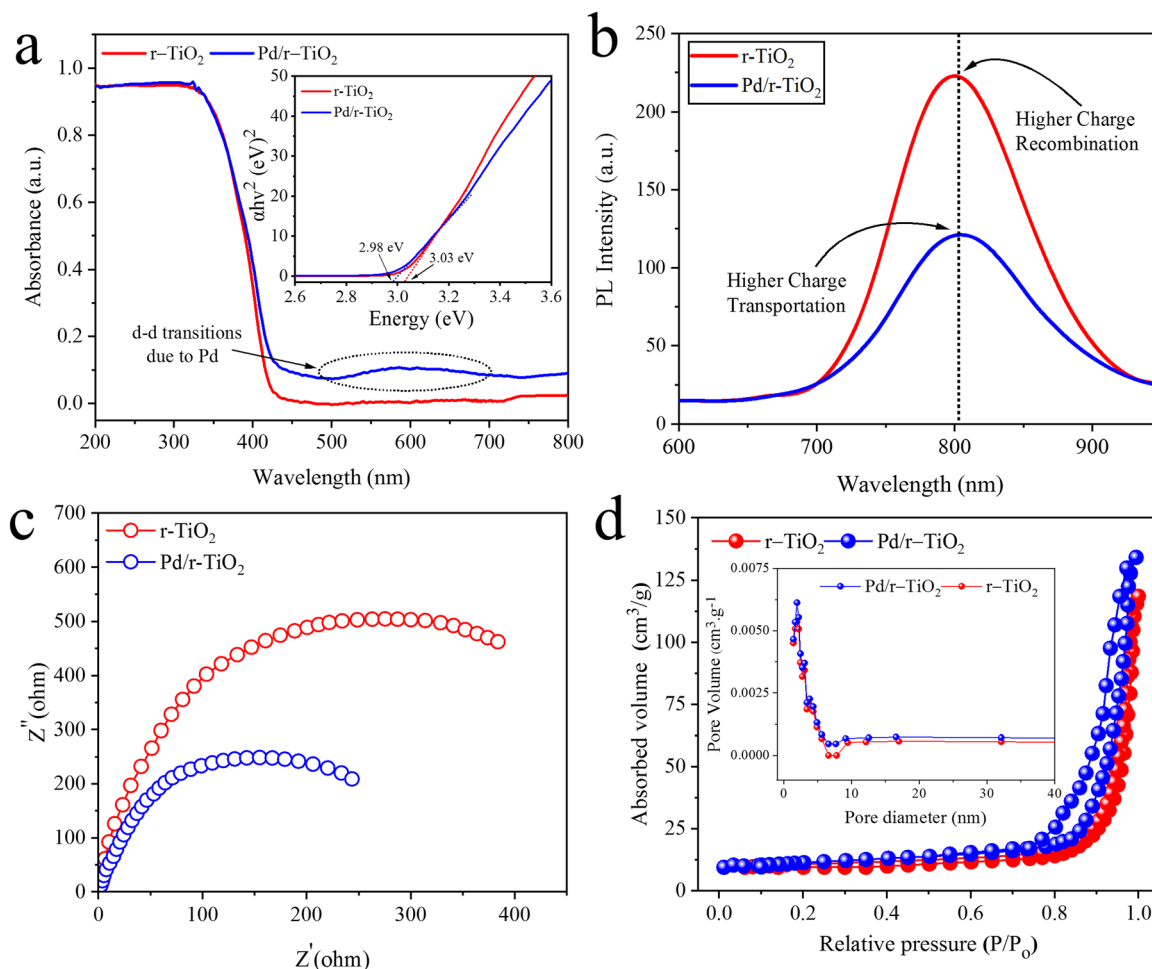 a
r–TiO₂ Pd/r–TiO₂
Absorbance (a.u.)
1.0
0.8
0.6
0.4
0.2
0.0
200 300 400 500 600 700 800
Wavelength (nm)
d-d transitions
due to Pd
αhν² (eV)²
50
40
30
20
10
0
r-TiO₂
Pd/r-TiO₂
2.98 eV
3.03 eV
2.6 2.8 3.0 3.2 3.4 3.6
Energy (eV)
b
r-TiO₂
Pd/r-TiO₂
PL Intensity (a.u.)
250
200
150
100
50
0
Higher Charge
Recombination
Higher Charge
Transportation
600 700 800 900
Wavelength (nm)
c
r-TiO₂
Pd/r-TiO₂
Z''(ohm)
700
600
500
400
300
200
100
0
0 100 200 300 400
Z'(ohm)
d
r–TiO₂ Pd/r–TiO₂
Absorbed volume (cm³/g)
150
125
100
75
50
25
0
Pore Volume (cm³.g⁻¹)
0.0075
0.0050
0.0025
0.0000
Pd/r–TiO₂ r–TiO₂
0 10 20 30 40
Pore diameter (nm)
0.0 0.2 0.4 0.6 0.8 1.0
Relative pressure (P/Pₒ)